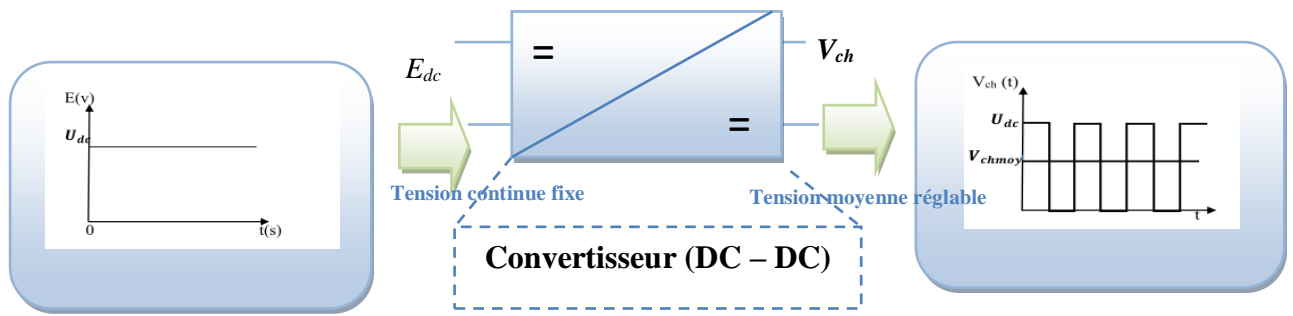 E(v)
U_dc
0
t(s)
E_dc
Tension continue fixe
=
=
Convertisseur (DC – DC)
V_ch
Tension moyenne réglable
V_ch (t)
U_dc
V_chmoy
t